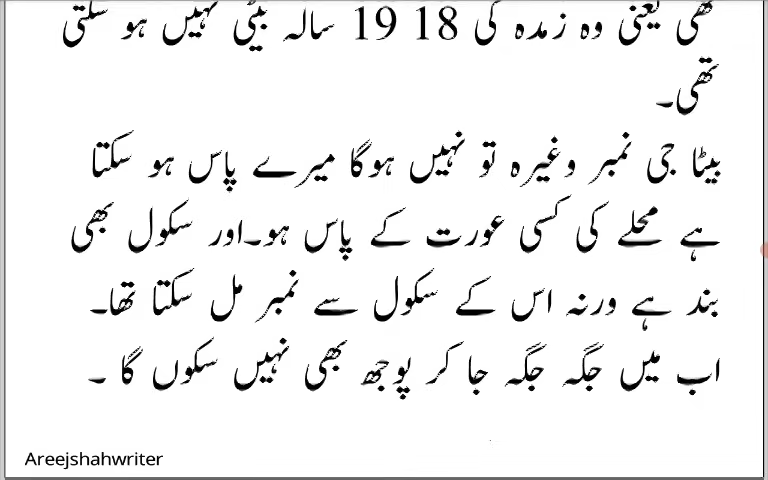 تھی یعنی وہ زمدہ کی 18 19 سالہ بیٹی نہیں ہو سکتی
تھی۔
بیٹا جی نمبر وغیرہ تو نہیں ہوگا میرے پاس ہو سکتا
ہے محلے کی کسی عورت کے پاس ہو۔اور سکول بھی
بند ہے ورنہ اس کے سکول سے نمبر مل سکتا تھا۔
اب میں جگہ جگہ جا کر پوجھ بھی نہیں سکوں گا ۔
Areejshahwriter